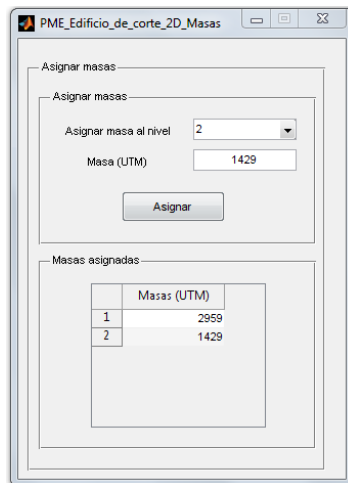 PME_Edificio_de_corte_2D_Masas
Asignar masas
Asignar masas
Asignar masa al nivel 2
Masa (UTM) 1429
Asignar
Masas asignadas
Masas (UTM)
1 2959
2 1429